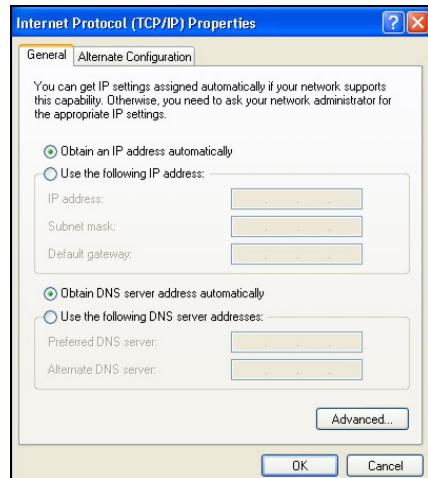 Internet Protocol (TCP/IP) Properties
General Alternate Configuration
You can get IP settings assigned automatically if your network supports
this capability. Otherwise, you need to ask your network administrator for
the appropriate IP settings.
Obtain an IP address automatically
Use the following IP address:
IP address:
Subnet mask:
Default gateway:
Obtain DNS server address automatically
Use the following DNS server addresses:
Preferred DNS server:
Alternate DNS server:
Advanced...
OK Cancel